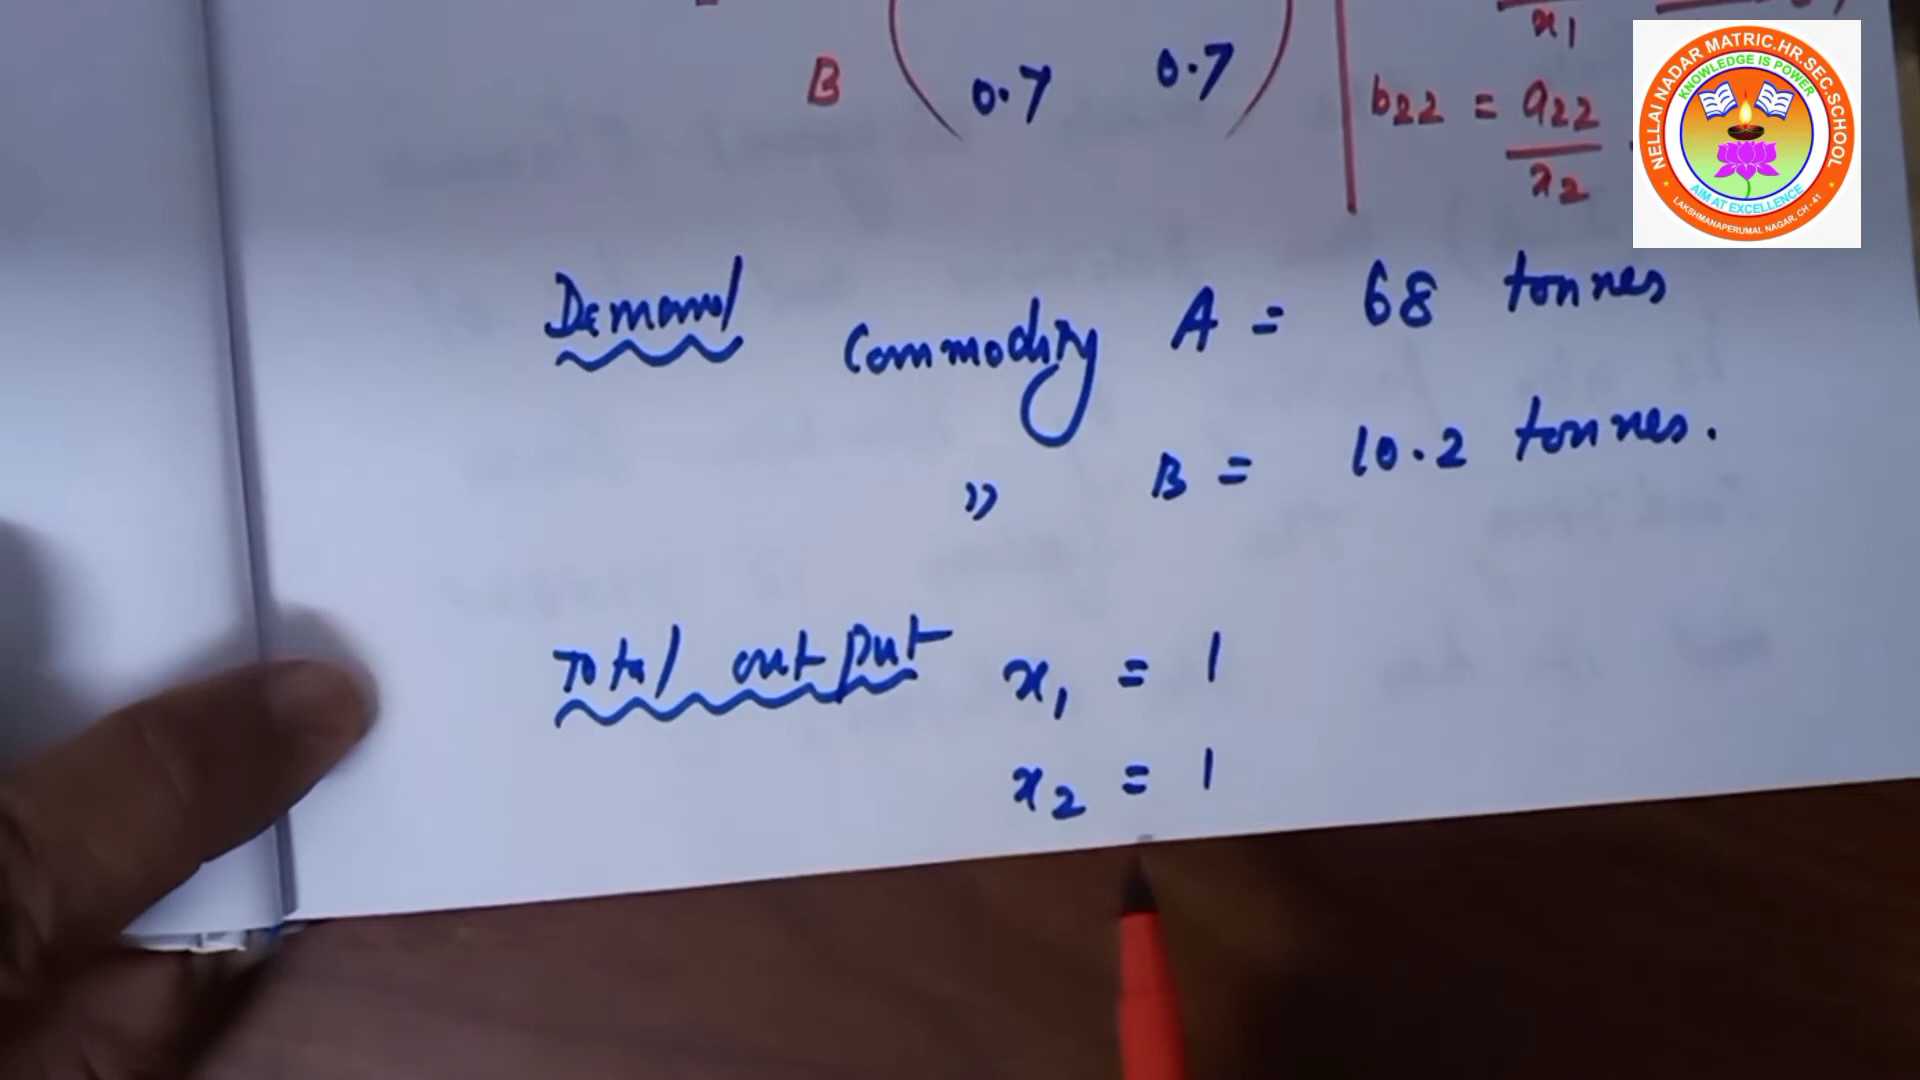 x1
B 0.7 0.7
b22 = a22
x2
Demand Commodity A = 68 tonnes
" B = 10.2 tonnes.
Total output x1 = 1
x2 = 1
NELLAI NADAR MATRIC.HR.SEC.SCHOOL
KNOWLEDGE IS POWER
AIM AT EXCELLENCE
LAKSHMANAPERUMAL NAGAR, CH - 41